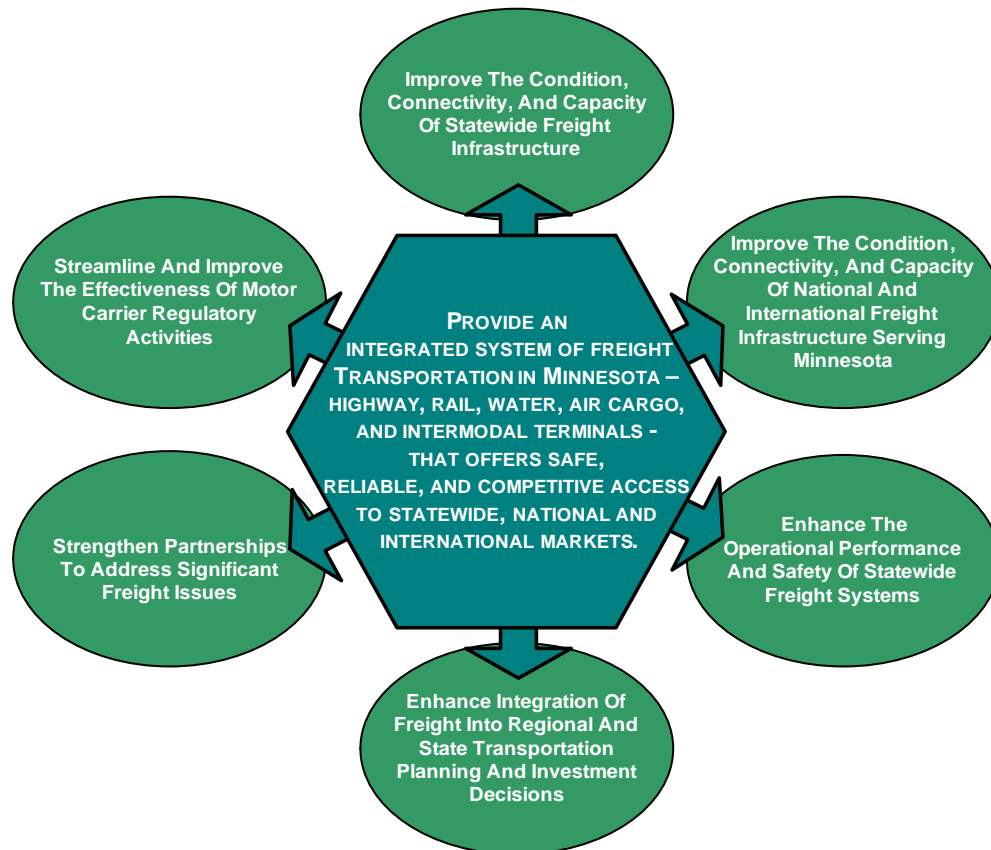 Improve The Condition,
Connectivity, And Capacity
Of Statewide Freight
Infrastructure
Streamline And Improve
The Effectiveness Of Motor
Carrier Regulatory
Activities
Improve The Condition,
Connectivity, And Capacity
Of National And
International Freight
Infrastructure Serving
Minnesota
PROVIDE AN
INTEGRATED SYSTEM OF FREIGHT
TRANSPORTATION IN MINNESOTA –
HIGHWAY, RAIL, WATER, AIR CARGO,
AND INTERMODAL TERMINALS -
THAT OFFERS SAFE,
RELIABLE, AND COMPETITIVE ACCESS
TO STATEWIDE, NATIONAL AND
INTERNATIONAL MARKETS.
Strengthen Partnerships
To Address Significant
Freight Issues
Enhance The
Operational Performance
And Safety Of Statewide
Freight Systems
Enhance Integration Of
Freight Into Regional And
State Transportation
Planning And Investment
Decisions